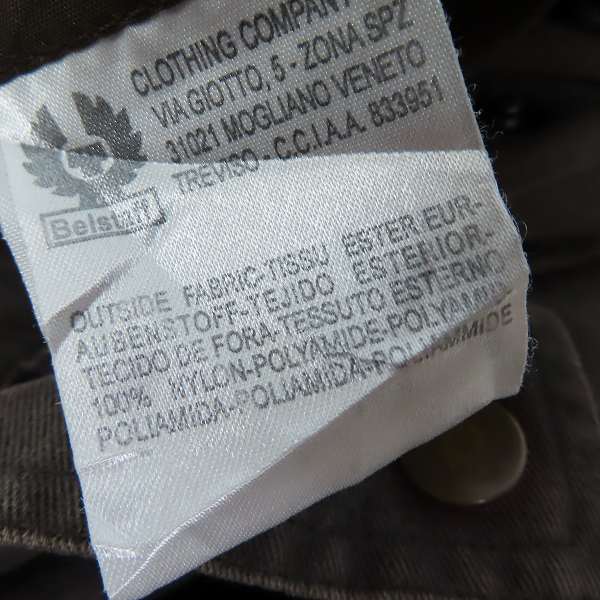 CLOTHING COMPANY
VIA GIOTTO, 5 - ZONA SPZ
31021 MOGLIANO VENETO
TREVISO - C.C.I.A.A. 833951
Belstaff
OUTSIDE FABRIC-TISSU ESTER EUR-
AUBENSTOFF-TEJIDO ESTERIOR-
TECIDO DE FORA-TESSUTO ESTERNO
100% NYLON-POLYAMIDE-POLYAMID-
POLIAMIDA-POLIAMIDA-POLIAMMIDE